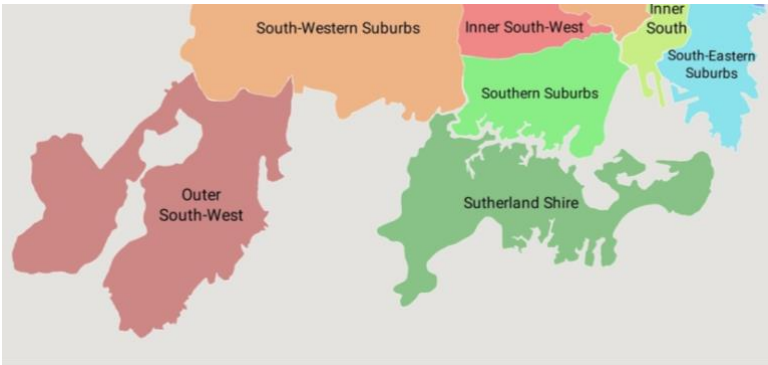 South-Western Suburbs
Inner South-West
Inner
South
South-Eastern
Suburbs
Southern Suburbs
Outer
South-West
Sutherland Shire